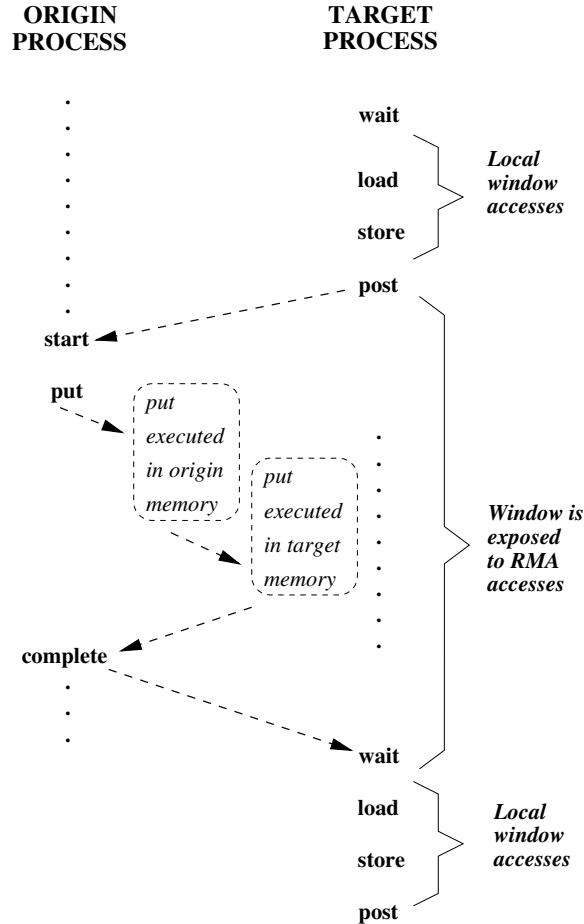 ORIGIN
PROCESS
TARGET
PROCESS
wait
load
store
Local
window
accesses
post
start
put
put
executed
in origin
memory
put
executed
in target
memory
Window is
exposed
to RMA
accesses
complete
wait
load
store
post
Local
window
accesses